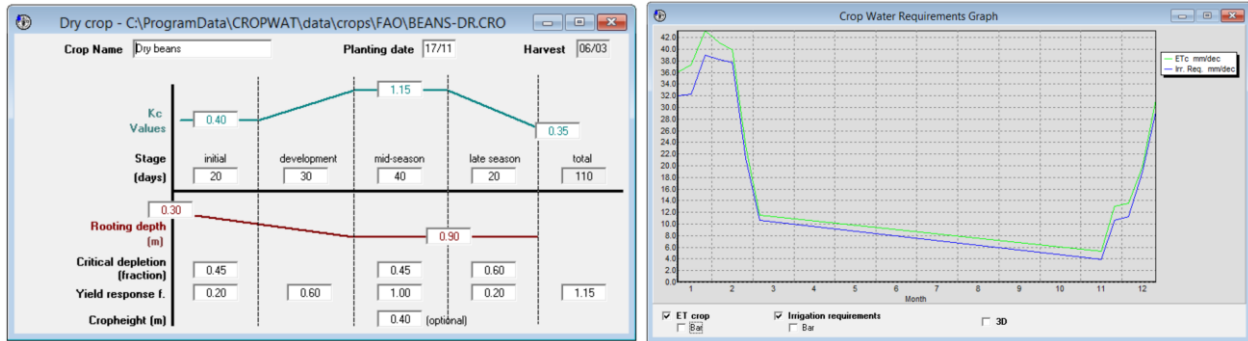 Dry crop - C:\ProgramData\CROPWAT\data\crops\FAO\BEANS-DR.CRO
Crop Name Dry beans Planting date 17/11 Harvest 06/03
Kc Values 0.40 1.15 0.35
Stage initial development mid-season late season total
(days) 20 30 40 20 110
Rooting depth (m) 0.30 0.90
Critical depletion (fraction) 0.45 0.45 0.60
Yield response f. 0.20 0.60 1.00 0.20 1.15
Cropheight (m) 0.40 (optional)
Crop Water Requirements Graph
42.0
40.0
38.0
36.0
34.0
32.0
30.0
28.0
26.0
24.0
22.0
20.0
18.0
16.0
14.0
12.0
10.0
8.0
6.0
4.0
2.0
0.0
1 2 3 4 5 6 7 8 9 10 11 12
Month
ETc mm/dec
Irr. Req. mm/dec
ET crop Irrigation requirements 3D
Bar Bar